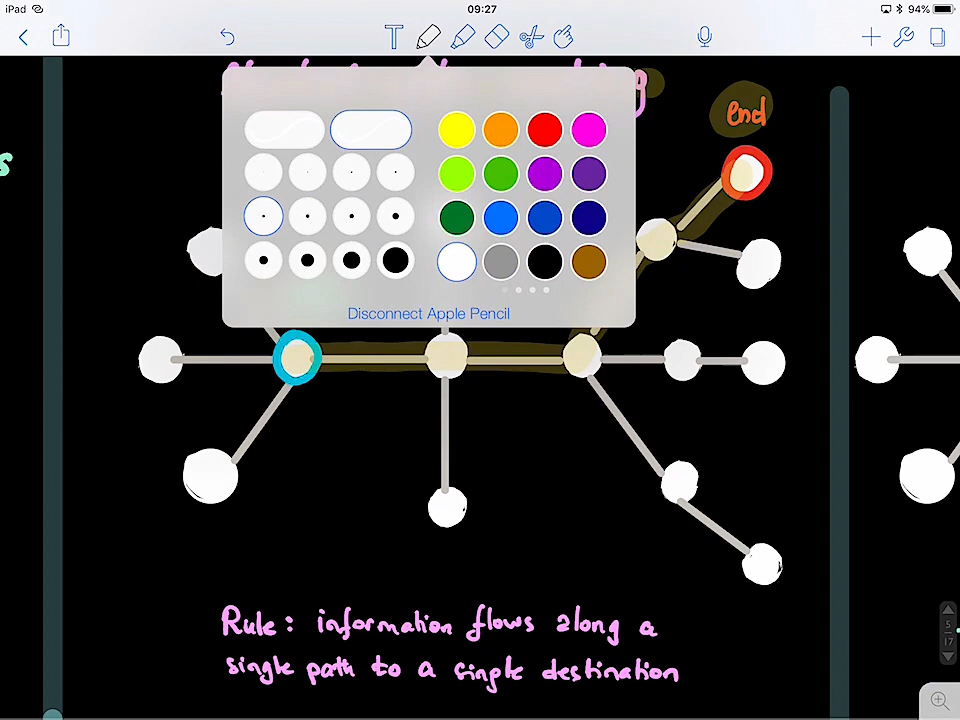 iPad 09:27 94%
T
end
s
Disconnect Apple Pencil
Rule: information flows along a
single path to a single destination
5
17